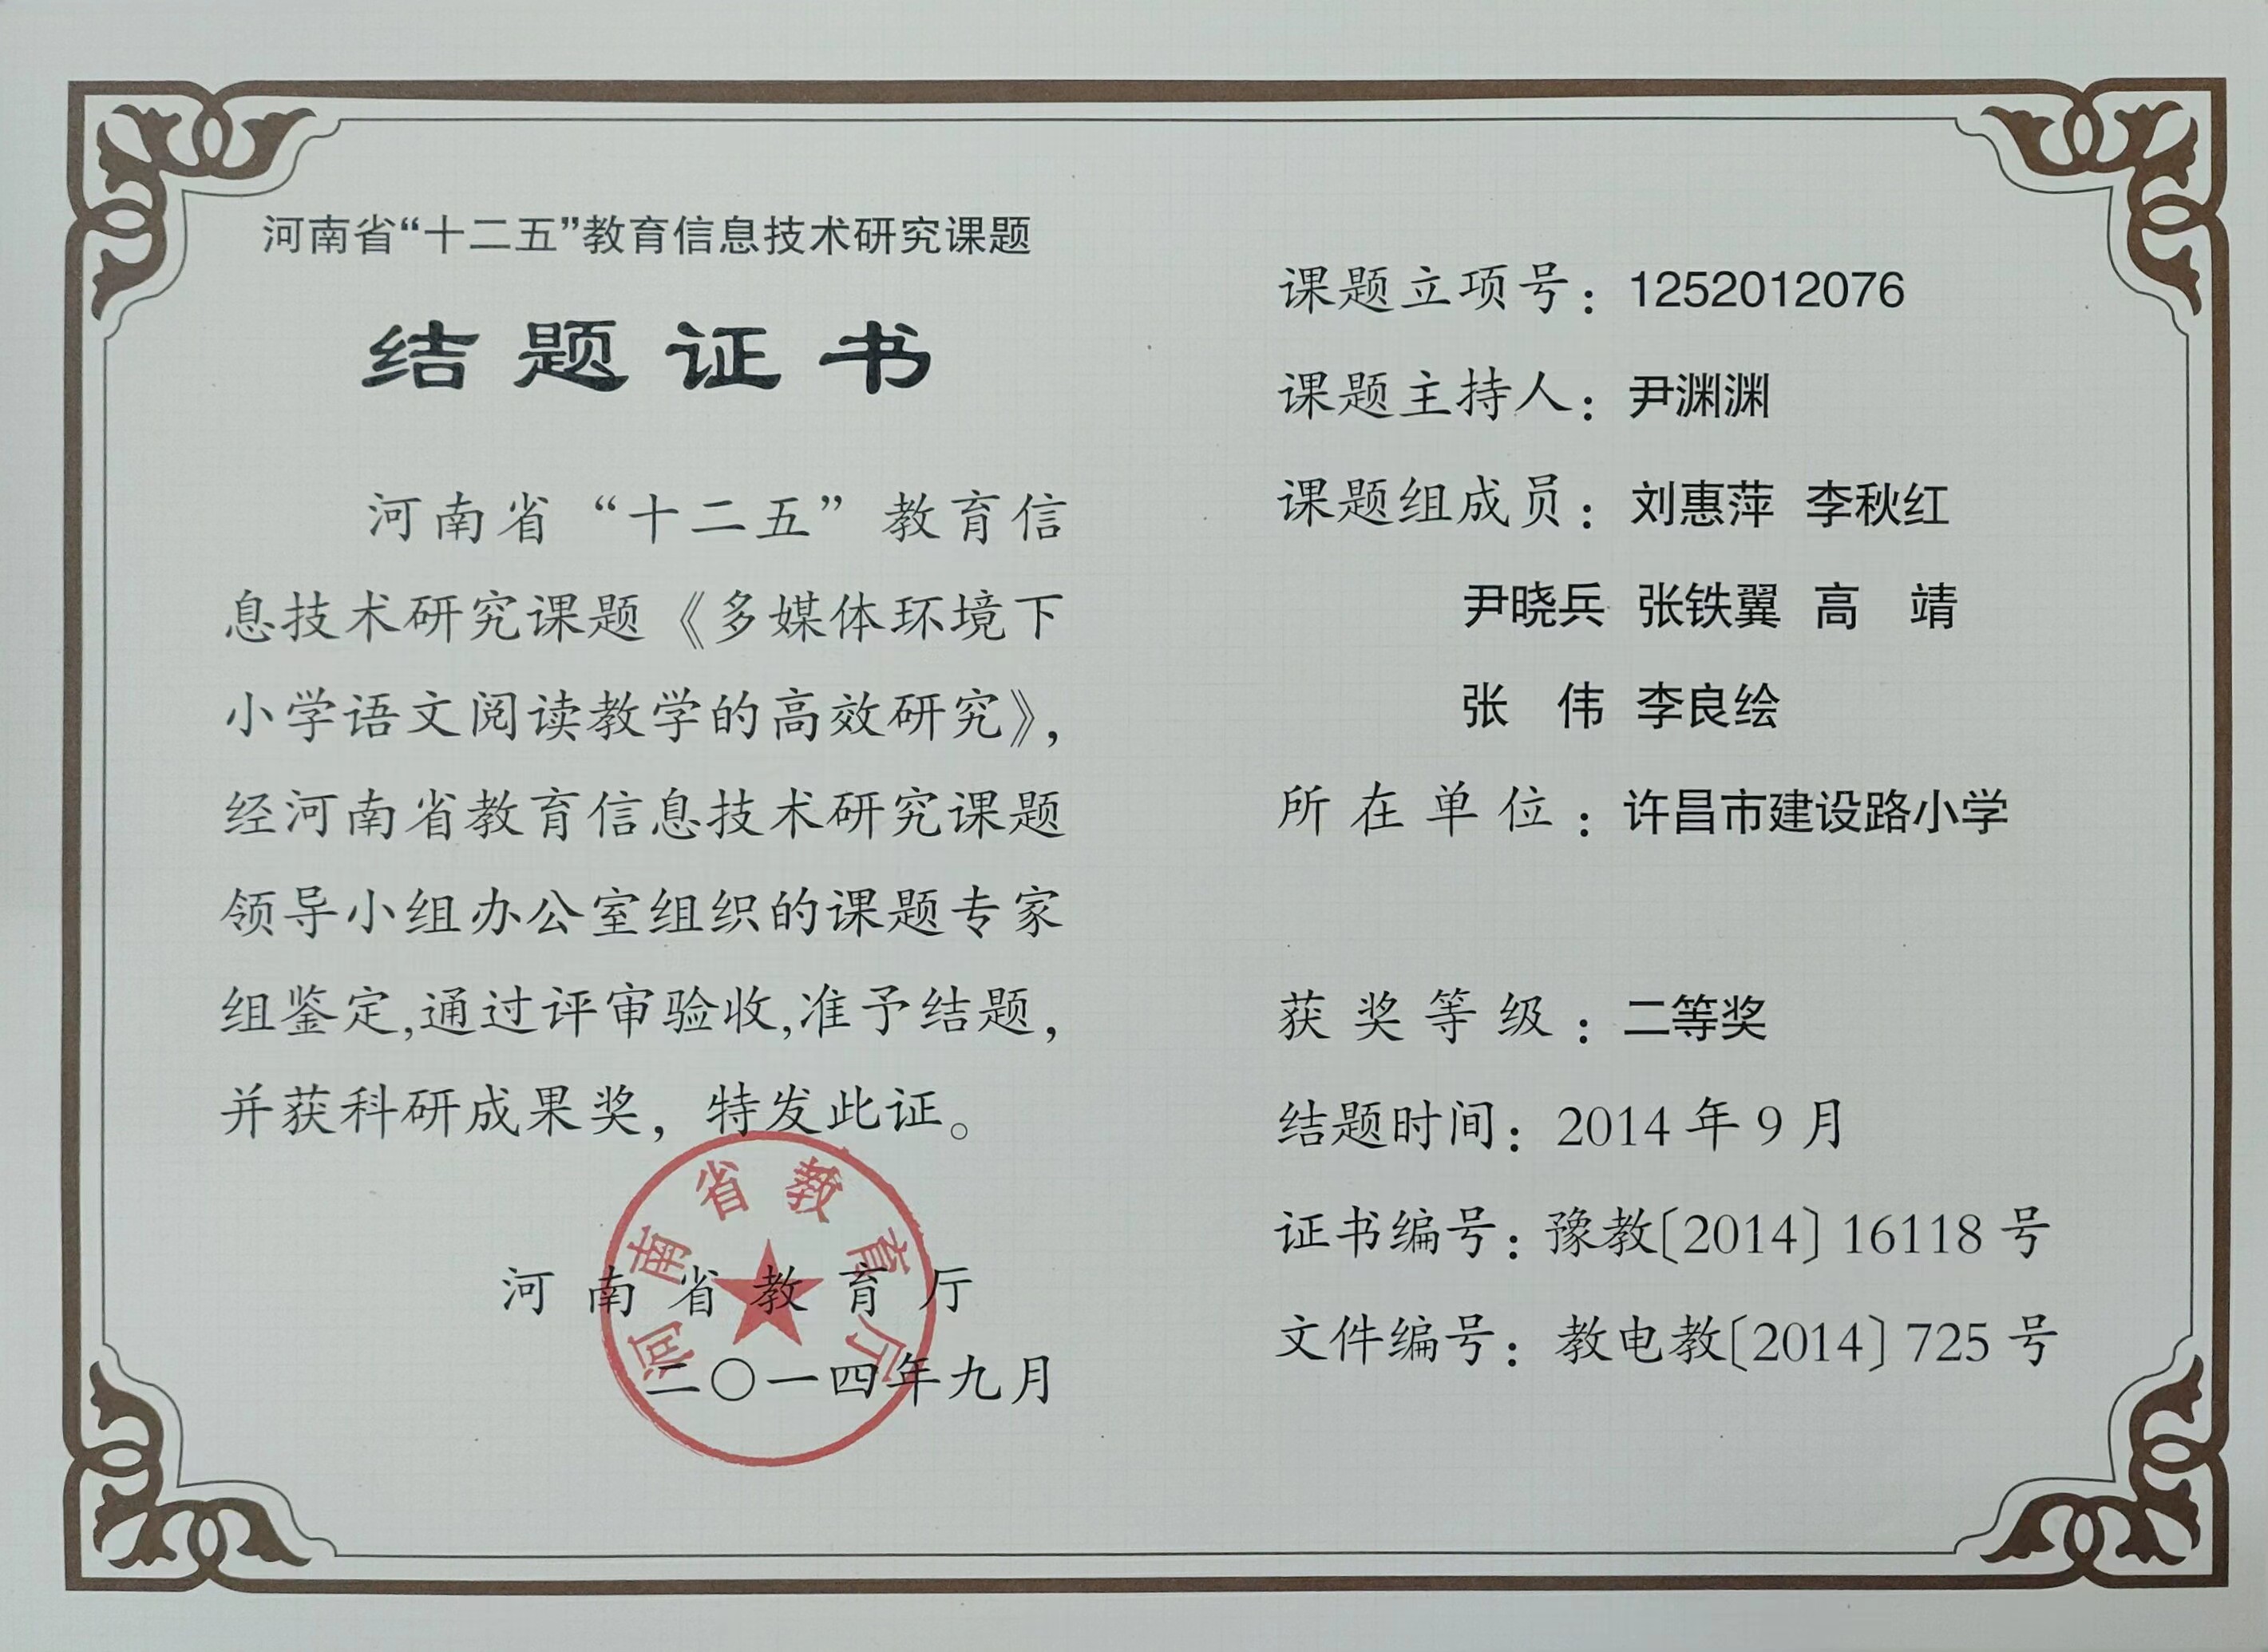 河南省“十二五”教育信息技术研究课题
结题证书
河南省“十二五”教育信
息技术研究课题《多媒体环境下
小学语文阅读教学的高效研究》，
经河南省教育信息技术研究课题
领导小组办公室组织的课题专家
组鉴定,通过评审验收,准予结题，
并获科研成果奖，特发此证。
河南省教育厅
二〇一四年九月
河南省教育厅
课题立项号：1252012076
课题主持人：尹渊渊
课题组成员：刘惠萍 李秋红
尹晓兵 张铁翼 高　靖
张　伟 李良绘
所在单位：许昌市建设路小学
获奖等级：二等奖
结题时间：2014年9月
证书编号：豫教〔2014〕16118号
文件编号：教电教〔2014〕725号